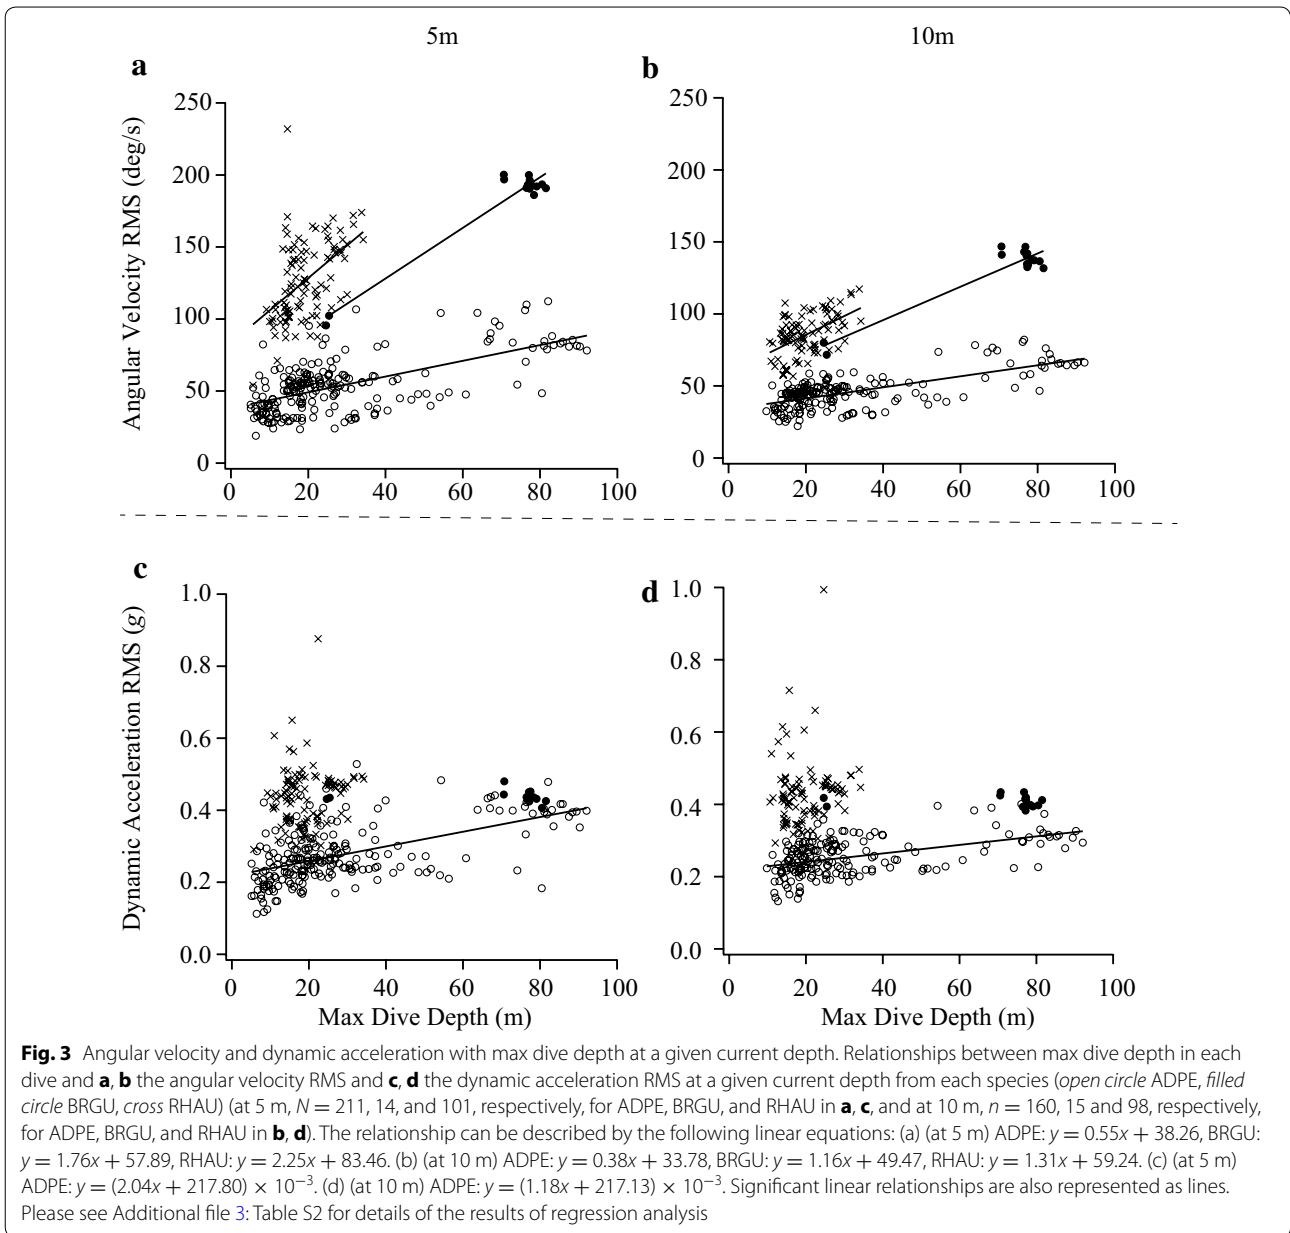 5m
10m
a
b
250
200
150
100
50
0
Angular Velocity RMS (deg/s)
0 20 40 60 80 100
250
200
150
100
50
0
0 20 40 60 80 100
c
d
1.0
0.8
0.6
0.4
0.2
0.0
Dynamic Acceleration RMS (g)
0 20 40 60 80 100
Max Dive Depth (m)
1.0
0.8
0.6
0.4
0.2
0.0
0 20 40 60 80 100
Max Dive Depth (m)
Fig. 3 Angular velocity and dynamic acceleration with max dive depth at a given current depth. Relationships between max dive depth in each
dive and a, b the angular velocity RMS and c, d the dynamic acceleration RMS at a given current depth from each species (open circle ADPE, filled
circle BRGU, cross RHAU) (at 5 m, N = 211, 14, and 101, respectively, for ADPE, BRGU, and RHAU in a, c, and at 10 m, n = 160, 15 and 98, respectively,
for ADPE, BRGU, and RHAU in b, d). The relationship can be described by the following linear equations: (a) (at 5 m) ADPE: y = 0.55x + 38.26, BRGU:
y = 1.76x + 57.89, RHAU: y = 2.25x + 83.46. (b) (at 10 m) ADPE: y = 0.38x + 33.78, BRGU: y = 1.16x + 49.47, RHAU: y = 1.31x + 59.24. (c) (at 5 m)
ADPE: y = (2.04x + 217.80) × 10⁻³. (d) (at 10 m) ADPE: y = (1.18x + 217.13) × 10⁻³. Significant linear relationships are also represented as lines.
Please see Additional file 3: Table S2 for details of the results of regression analysis